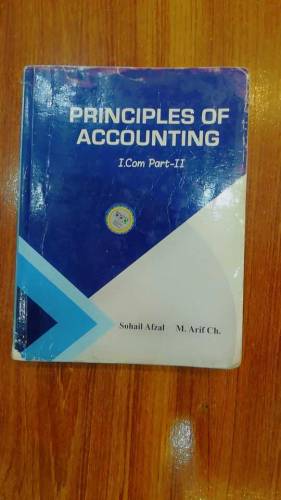 PRINCIPLES OF
ACCOUNTING
I.Com Part-II
Sohail Afzal M. Arif Ch.